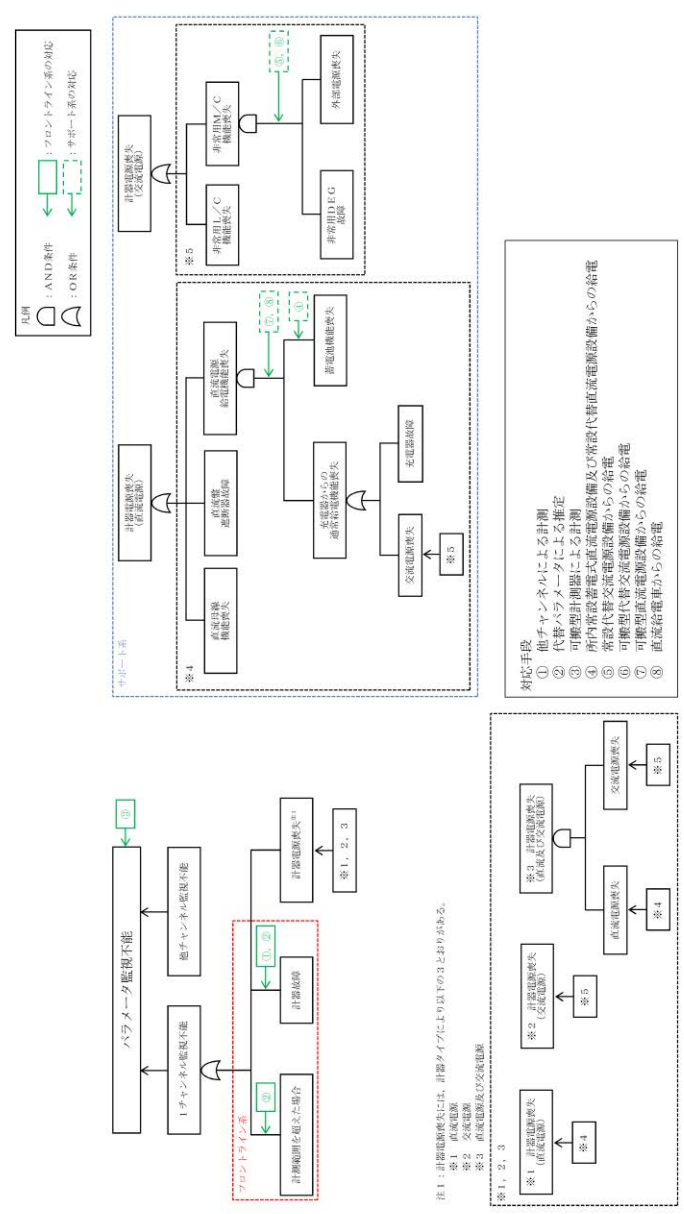 凡例
：AND条件
：OR条件
：フロントライン系の対応
：サポート系の対応
パラメータ監視不能
③
1チャンネル監視不能
他チャンネル監視不能
フロントライン系
②
①，②
計測範囲を超えた場合
計器故障
計器電源喪失注1
※1，2，3
注1：計器電源喪失には，計器タイプにより以下の3とおりがある。
※1 直流電源
※2 交流電源
※3 直流電源及び交流電源
※1，2，3
※1 計器電源喪失
（直流電源）
※4
※2 計器電源喪失
（交流電源）
※5
※3 計器電源喪失
（直流及び交流電源）
直流電源喪失
※4
交流電源喪失
※5
サポート系
計器電源喪失
（直流電源）
※4
直流母線
機能喪失
直流盤
遮断器故障
直流電源
給電機能喪失
⑦，⑧
④
充電器からの
通常給電機能喪失
蓄電池機能喪失
交流電源喪失
充電器故障
※5
計器電源喪失
（交流電源）
※5
非常用L／C
機能喪失
非常用M／C
機能喪失
⑤，⑥
非常用DEG
故障
外部電源喪失
対応手段
① 他チャンネルによる計測
② 代替パラメータによる推定
③ 可搬型計測器による計測
④ 所内常設蓄電式直流電源設備及び常設代替直流電源設備からの給電
⑤ 常設代替交流電源設備からの給電
⑥ 可搬型代替交流電源設備からの給電
⑦ 可搬型直流電源設備からの給電
⑧ 直流給電車からの給電